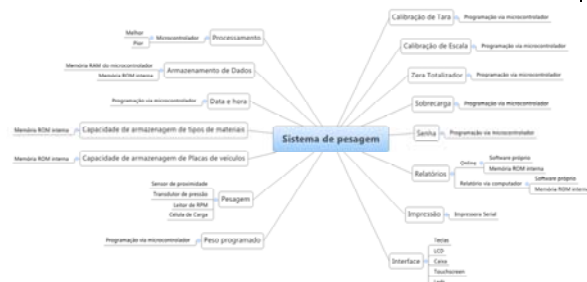 Melhor
Pior
Microcontrolador
Processamento
Memória RAM do microcontrolador
Memória ROM interna
Armazenamento de Dados
Programação via microcontrolador
Data e hora
Memória ROM interna
Capacidade de armazenagem de tipos de materiais
Memória ROM interna
Capacidade de armazenagem de Placas de veículos
Sensor de proximidade
Transdutor de pressão
Leitor de RPM
Célula de Carga
Pesagem
Programação via microcontrolador
Peso programado
Sistema de pesagem
Calibração de Tara
Programação via microcontrolador
Calibração de Escala
Programação via microcontrolador
Zera Totalizador
Programação via microcontrolador
Sobrecarga
Programação via microcontrolador
Senha
Programação via microcontrolador
Relatórios
Online
Software próprio
Memória ROM interna
Relatório via computador
Software próprio
Memória ROM interna
Impressão
Impressora Serial
Interface
Teclas
LCD
Caixa
Touchscreen